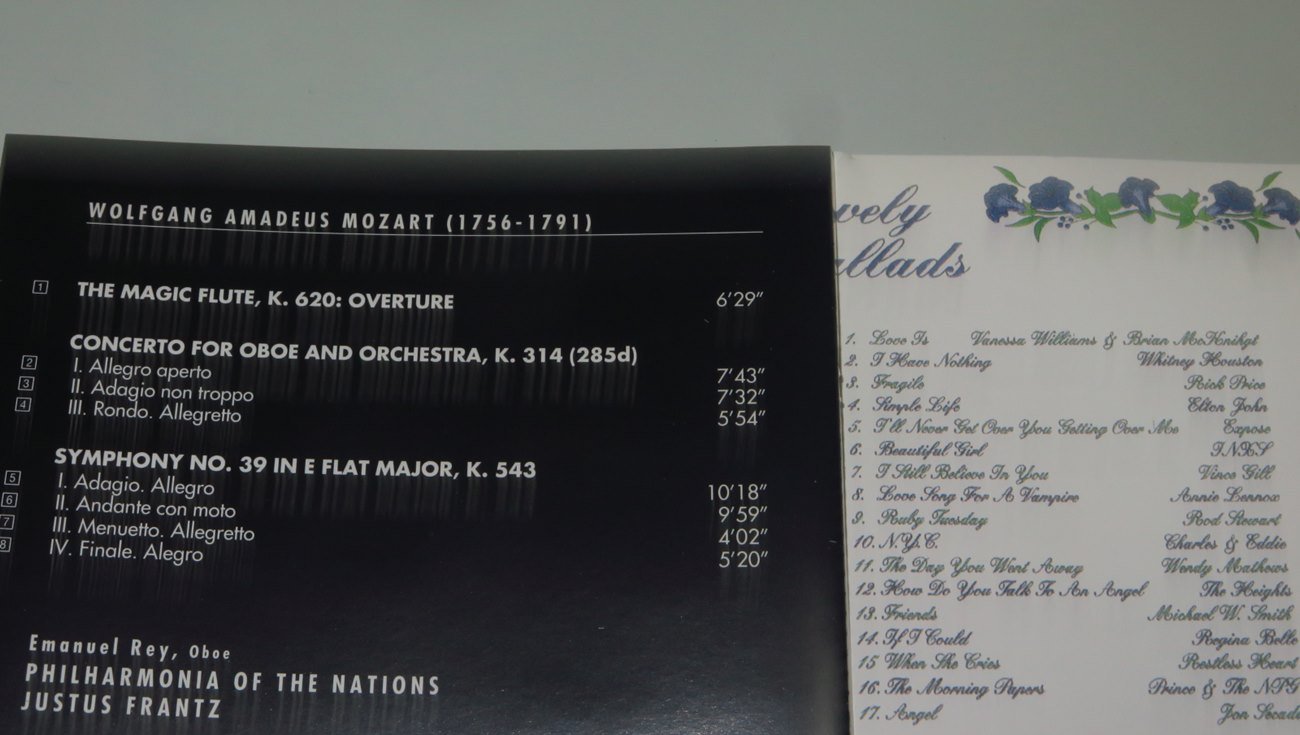 WOLFGANG AMADEUS MOZART (1756-1791)
1 THE MAGIC FLUTE, K. 620: OVERTURE 6'29"
CONCERTO FOR OBOE AND ORCHESTRA, K. 314 (285d)
2 I. Allegro aperto 7'43"
3 II. Adagio non troppo 7'32"
4 III. Rondo. Allegretto 5'54"
SYMPHONY NO. 39 IN E FLAT MAJOR, K. 543
5 I. Adagio. Allegro 10'18"
6 II. Andante con moto 9'59"
7 III. Menuetto. Allegretto 4'02"
8 IV. Finale. Alegro 5'20"
Emanuel Rey, Oboe
PHILHARMONIA OF THE NATIONS
JUSTUS FRANTZ
vely
allads
1. Love Is Vanessa Williams & Brian McKnihgt
2. I Have Nothing Whitney Houston
3. Fragile Rick Price
4. Simple Life Elton John
5. I'll Never Get Over You Getting Over Me Expose
6. Beautiful Girl INXS
7. I Still Believe In You Vince Gill
8. Love Song For A Vampire Annie Lennox
9. Ruby Tuesday Rod Stewart
10. N.Y.C. Charles & Eddie
11. The Day You Went Away Wendy Mathews
12. How Do You Talk To An Angel The Heights
13. Friends Michael W. Smith
14. If I Could Regina Belle
15 When She Cries Restless Heart
16. The Morning Papers Prince & The NPG
17. Angel Jon Secada